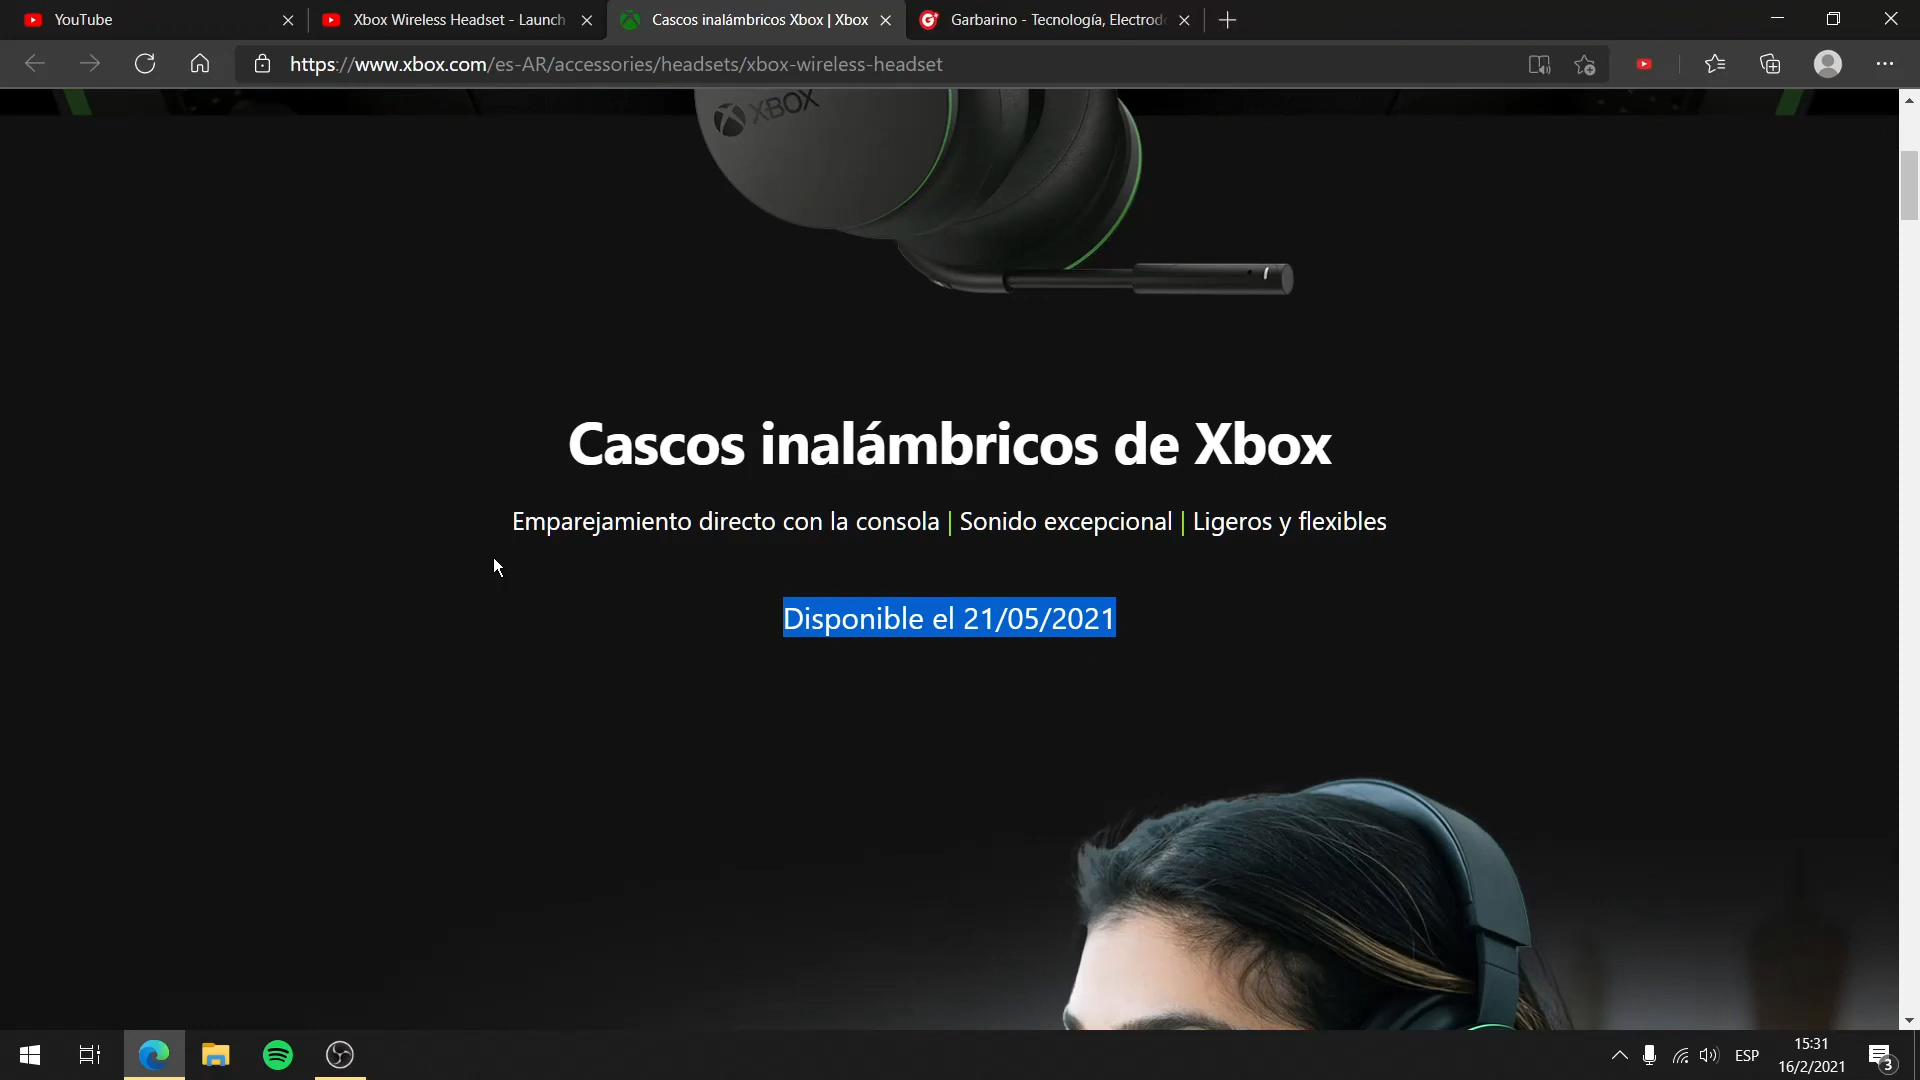 YouTube
Xbox Wireless Headset - Launch
Cascos inalámbricos Xbox | Xbox
Garbarino - Tecnología, Electrod
https://www.xbox.com/es-AR/accessories/headsets/xbox-wireless-headset
XBOX
Cascos inalámbricos de Xbox
Emparejamiento directo con la consola | Sonido excepcional | Ligeros y flexibles
Disponible el 21/05/2021
ESP
15:31
16/2/2021
3